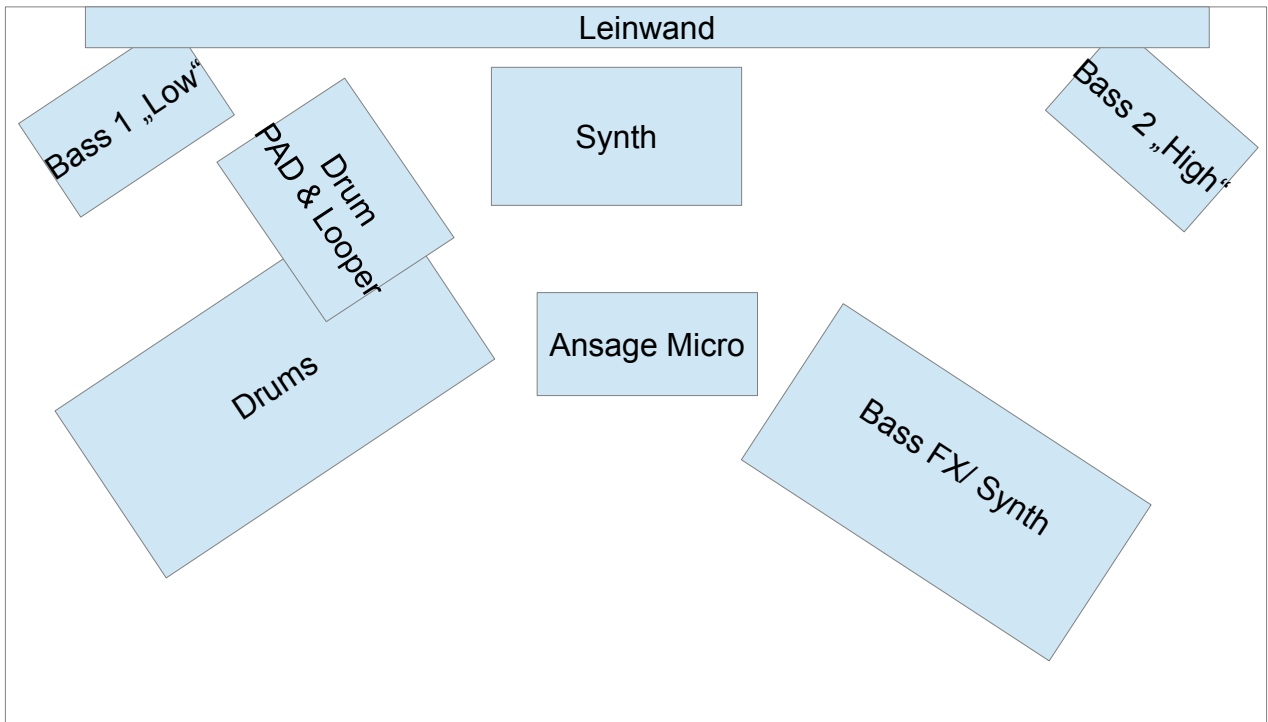 Leinwand
Bass 1 „Low“
Drum
PAD & Looper
Synth
Bass 2 „High“
Drums
Ansage Micro
Bass FX/ Synth